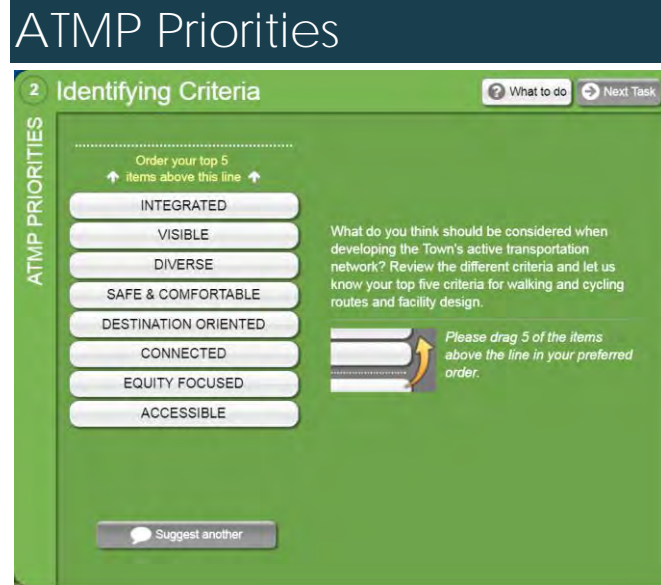 ATMP Priorities
2 Identifying Criteria
What to do
Next Task
ATMP PRIORITIES
Order your top 5
items above this line
INTEGRATED
VISIBLE
DIVERSE
SAFE & COMFORTABLE
DESTINATION ORIENTED
CONNECTED
EQUITY FOCUSED
ACCESSIBLE
Suggest another
What do you think should be considered when
developing the Town's active transportation
network? Review the different criteria and let us
know your top five criteria for walking and cycling
routes and facility design.
Please drag 5 of the items
above the line in your preferred
order.